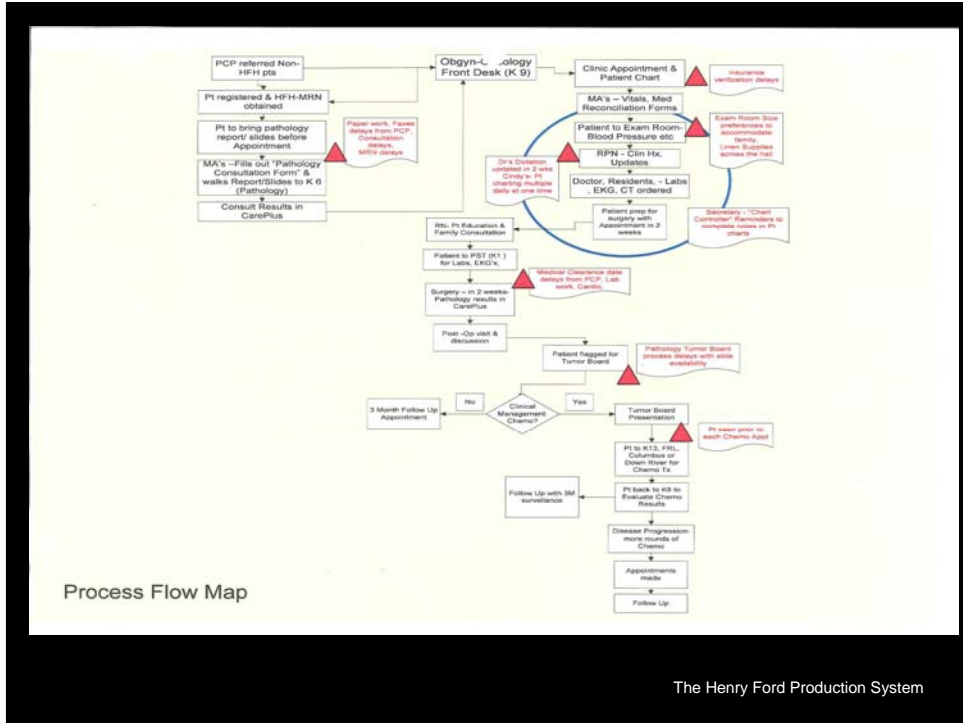 PCP referred Non-
HFH pts
Pt registered & HFH-MRN
obtained
Pt to bring pathology
report/ slides before
Appointment
MA's –Fills out "Pathology
Consultation Form" &
walks Report/Slides to K 6
(Pathology)
Consult Results in
CarePlus
Paper work, Faxes
delays from PCP,
Consultation
delays,
MRN delays
Front Desk (K 9)
Clinic Appointment &
Patient Chart
Insurance
verification delays
MA's – Vitals, Med
Reconciliation Forms
Patient to Exam Room-
Blood Pressure etc
Exam Room Size
preferences to
accommodate
family,
Linen Supplies
across the hall
RPN - Clin Hx,
Updates
Dr's Dictation
updated in 2 wks
Cindy's- Pt
charting multiple
daily at one time
Doctor, Residents, - Labs
, EKG, CT ordered
Patient prep for
surgery with
Appointment in 2
weeks
Secretary - "Chart
Controller" Reminders to
complete notes in Pt
charts
Pt Education &
Family Consultation
Patient to PST (K1 )
for Labs, EKG's,
Medical Clearance date
delays from PCP, Lab
work, Cardio,
Surgery – in 2 weeks-
Pathology results in
CarePlus
Post -Op visit &
discussion
Patient flagged for
Tumor Board
Pathology Tumor Board
process delays with slide
availability
No
Clinical
Management
Chemo?
Yes
3 Month Follow Up
Appointment
Tumor Board
Presentation
Pt seen prior to
each Chemo Appt
Pt to K13, FRL,
Columbus or
Down River for
Chemo Tx
Pt back to K9 to
Evaluate Chemo
Results
Follow Up with 3M
surveilance
Disease Progression-
more rounds of
Chemo
Appointments
made
Follow Up
Process Flow Map
The Henry Ford Production System